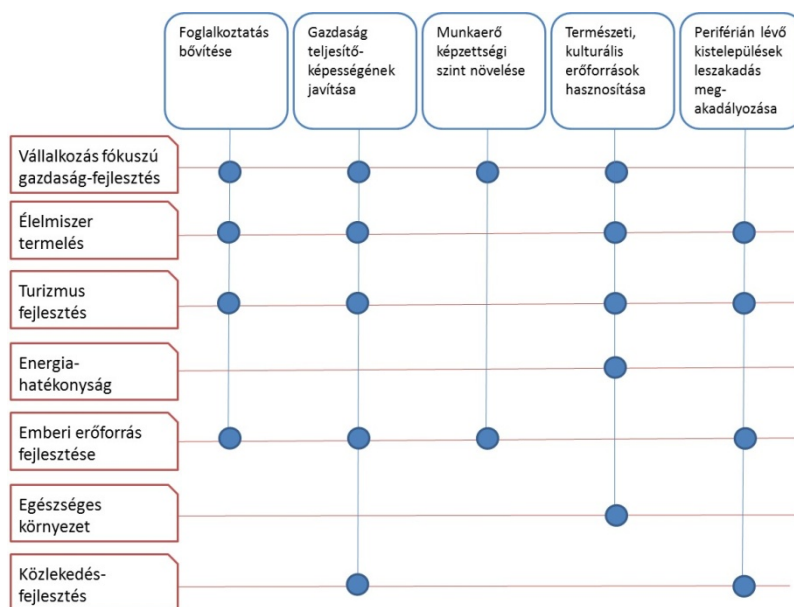 Foglalkoztatás
bővítése
Gazdaság
teljesítő-
képességének
javítása
Munkaerő
képzettségi
szint növelése
Természeti,
kulturális
erőforrások
hasznosítása
Periférián lévő
kistelepülések
leszakadás
meg-
akadályozása
Vállalkozás fókuszú
gazdaság-fejlesztés
Élelmiszer
termelés
Turizmus
fejlesztés
Energia-
hatékonyság
Emberi erőforrás
fejlesztése
Egészséges
környezet
Közlekedés-
fejlesztés